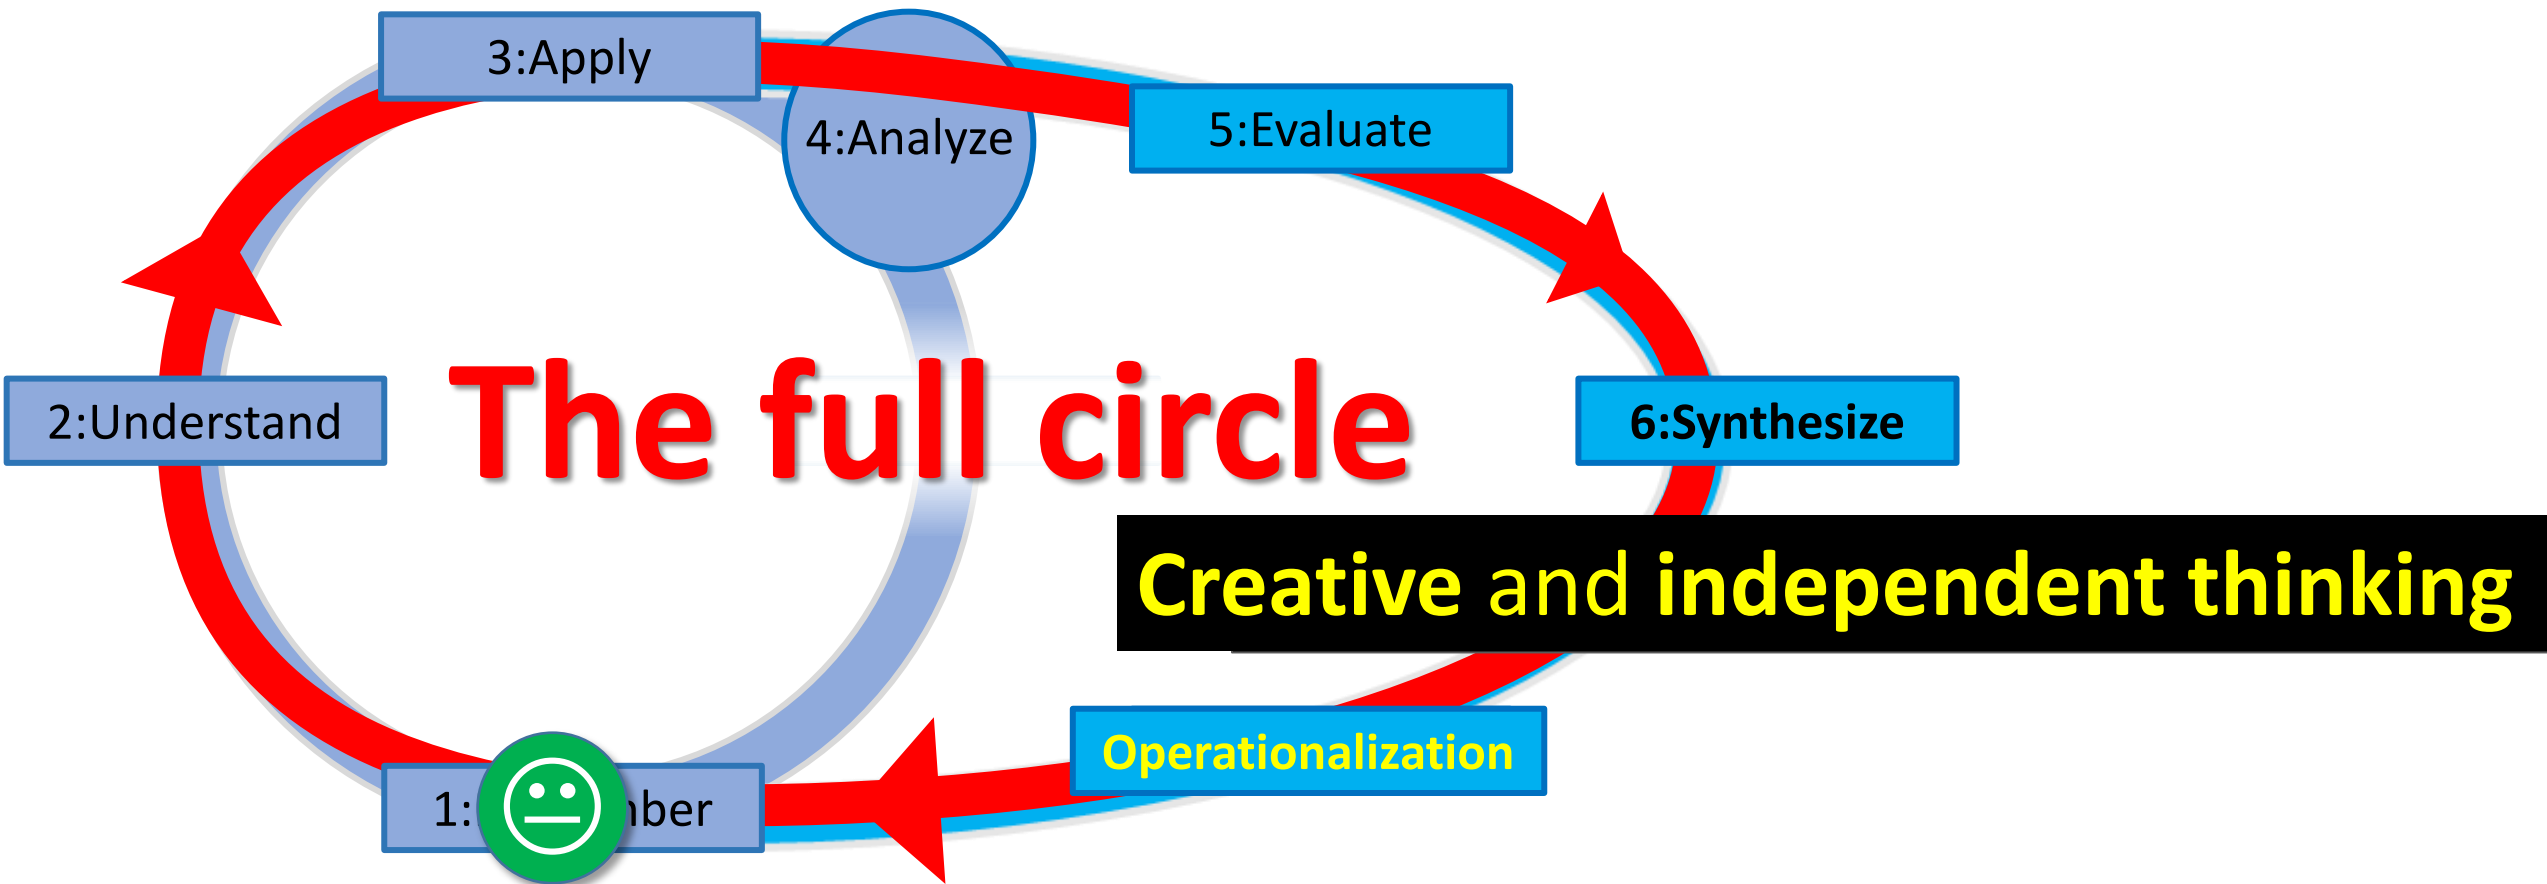 3:Apply
4:Analyze
5:Evaluate
2:Understand
The full circle
6:Synthesize
Creative and independent thinking
Operationalization
1: mber